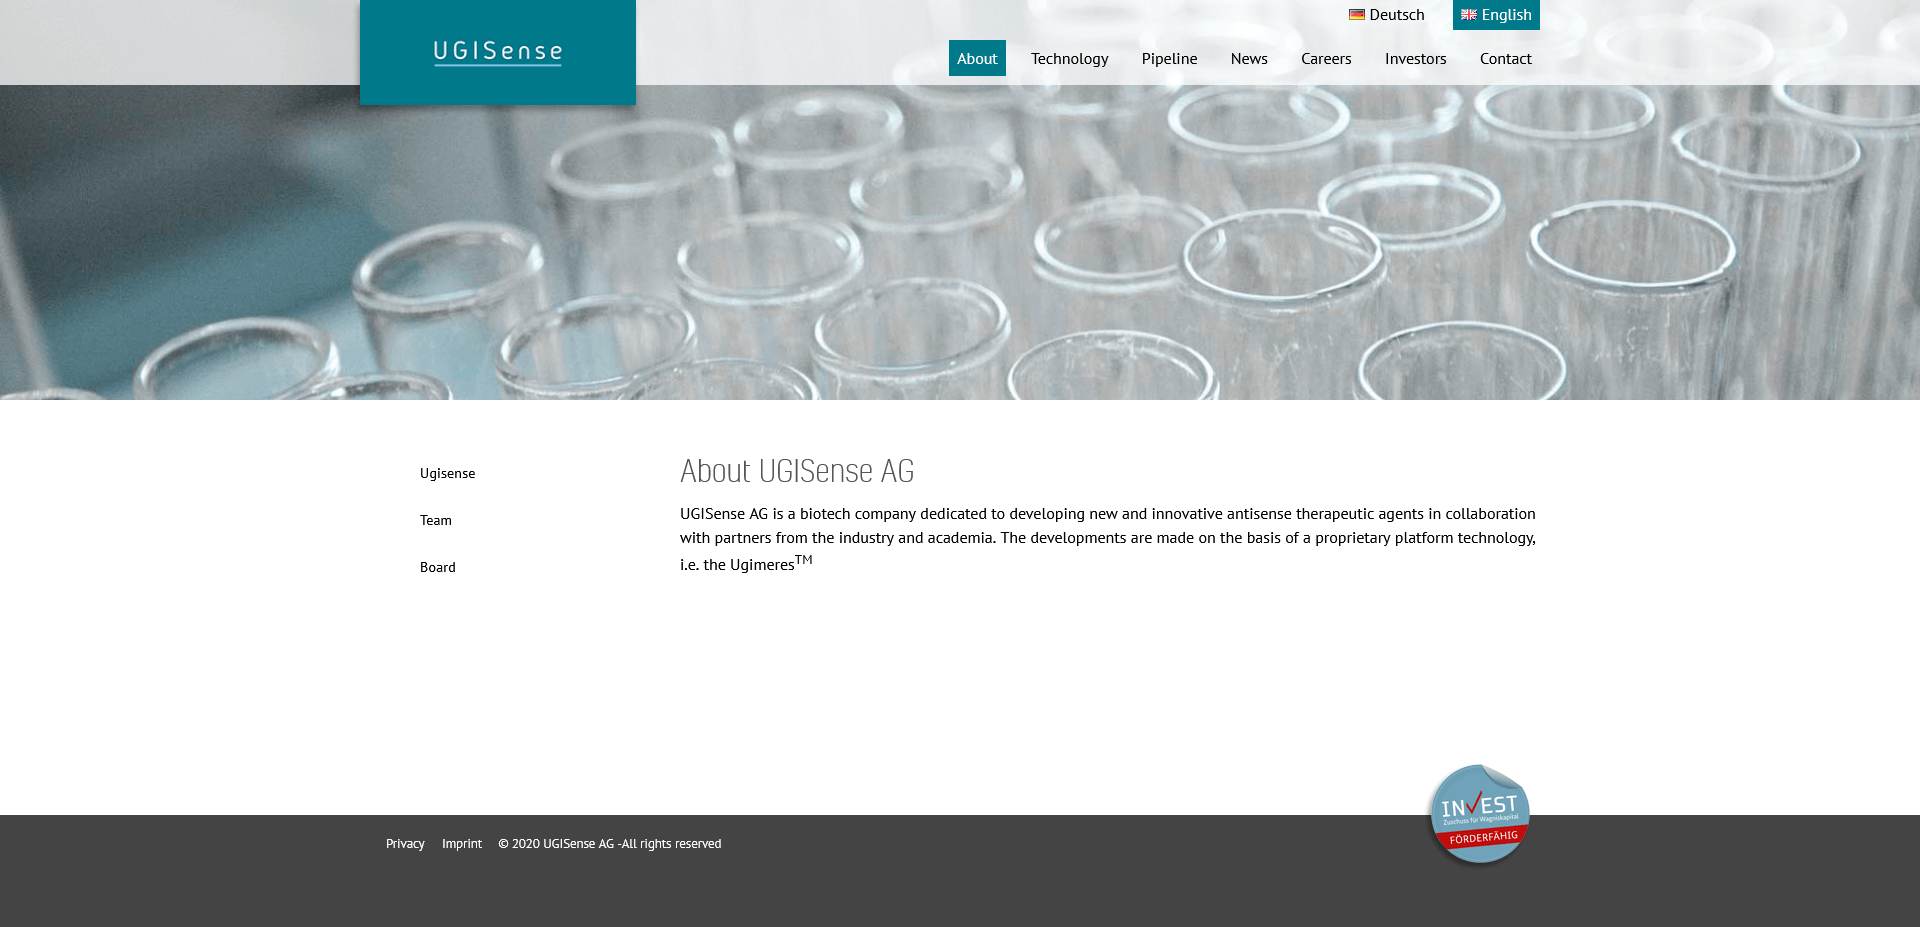 Deutsch
English
UGISense
About
Technology
Pipeline
News
Careers
Investors
Contact
Ugisense
Team
Board
About UGISense AG
UGISense AG is a biotech company dedicated to developing new and innovative antisense therapeutic agents in collaboration
with partners from the industry and academia. The developments are made on the basis of a proprietary platform technology,
i.e. the Ugimeres™
INVEST
Zuschuss für Wagniskapital
FÖRDERFÄHIG
Privacy
Imprint
© 2020 UGISense AG -All rights reserved